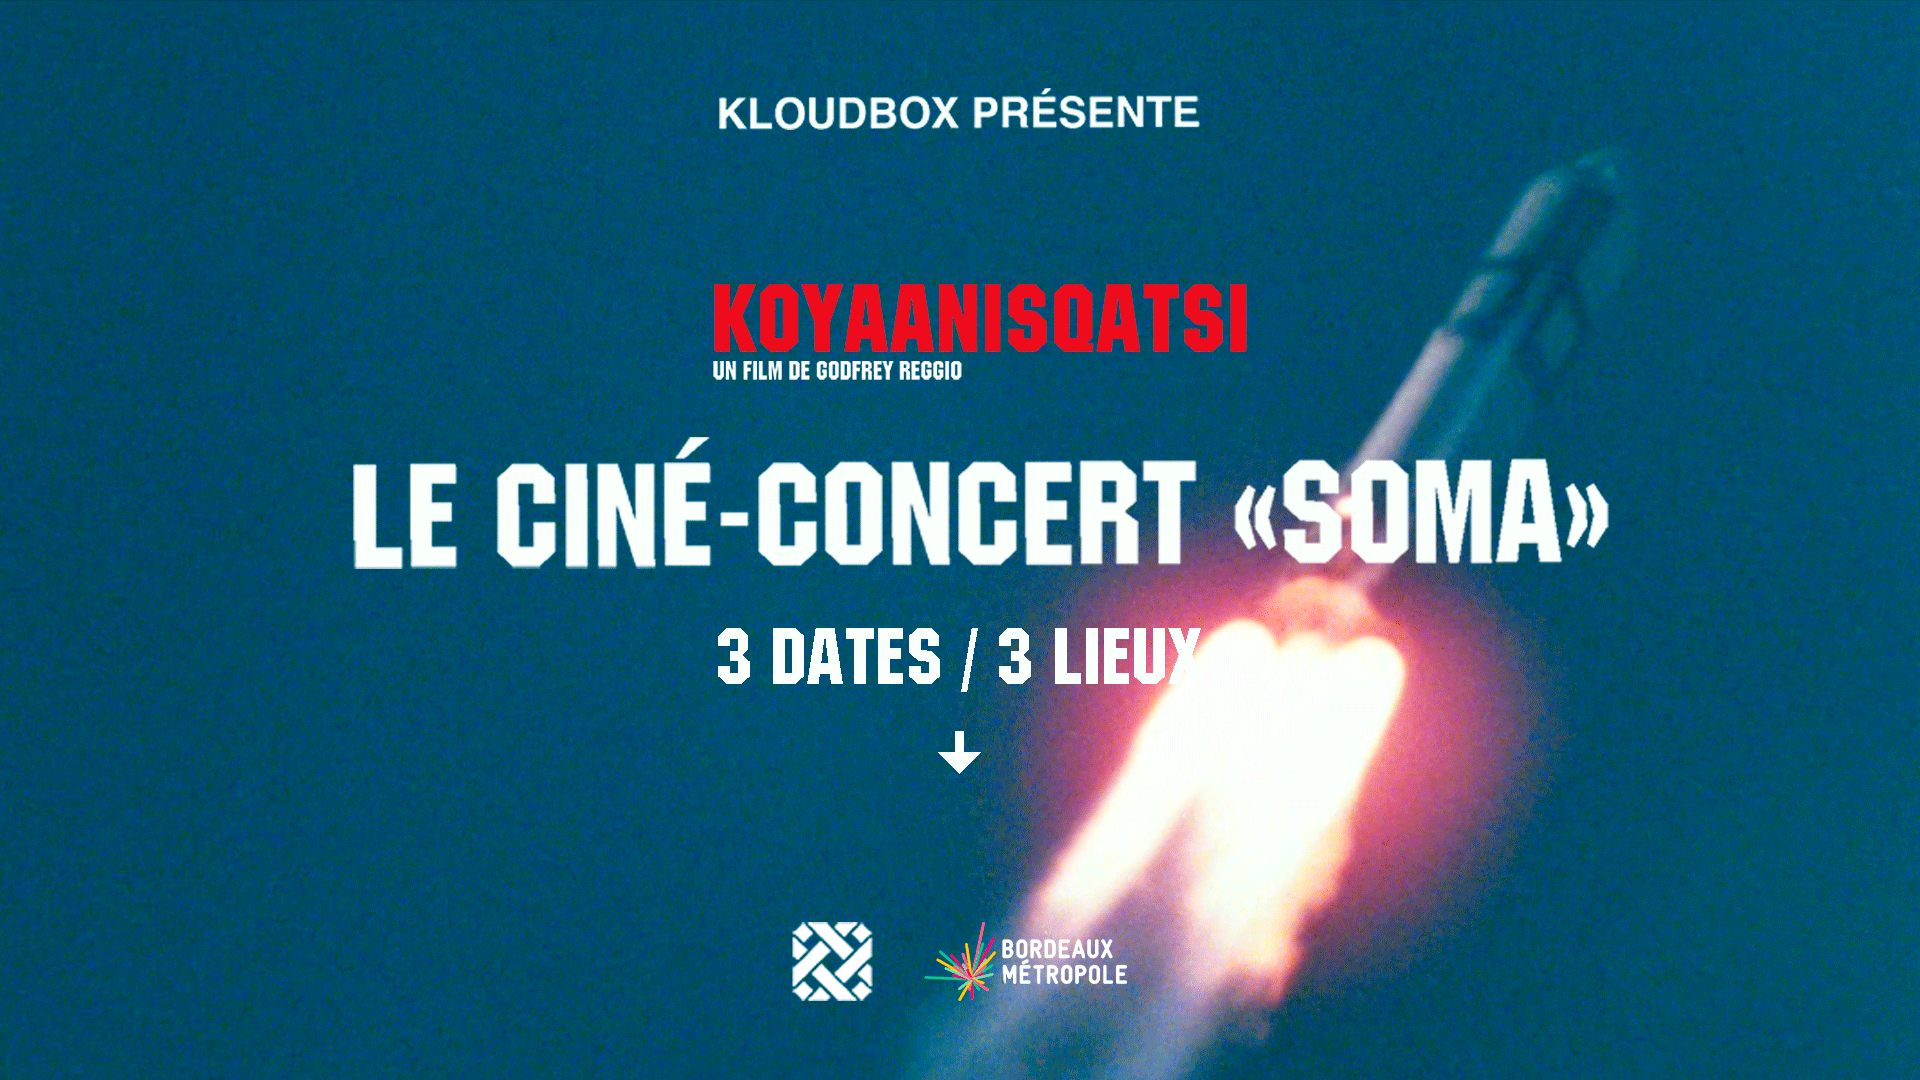 KLOUDBOX PRÉSENTE
KOYAANISQATSI
UN FILM DE GODFREY REGGIO
LE CINÉ-CONCERT «SOMA»
3 DATES / 3 LIEUX
BORDEAUX
MÉTROPOLE